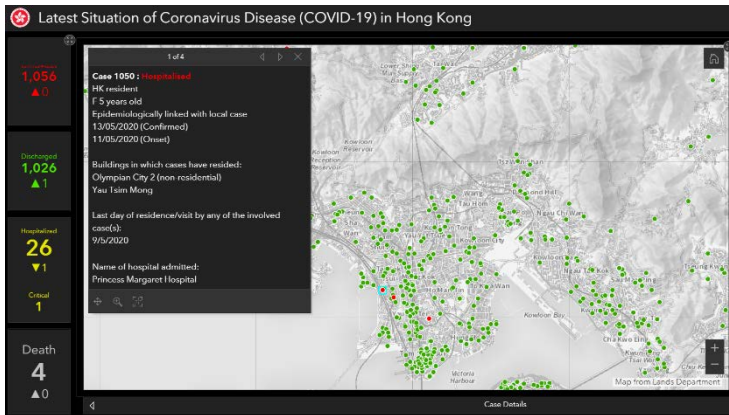 Latest Situation of Coronavirus Disease (COVID-19) in Hong Kong
1,056
▲0
Discharged
1,026
▲1
Hospitalised
26
▼1
Critical
1
Death
4
▲0
1 of 4
Case 1050 : Hospitalised
HK resident
F 5 years old
Epidemiologically linked with local case
13/05/2020 (Confirmed)
11/05/2020 (Onset)
Buildings in which cases have resided:
Olympian City 2 (non-residential)
Yau Tsim Mong
Last day of residence/visit by any of the involved
case(s):
9/5/2020
Name of hospital admitted:
Princess Margaret Hospital
Kowloon
Reservoir
Kowloon Bay
Victoria
Harbour
+
−
Map from Lands Department
Case Details